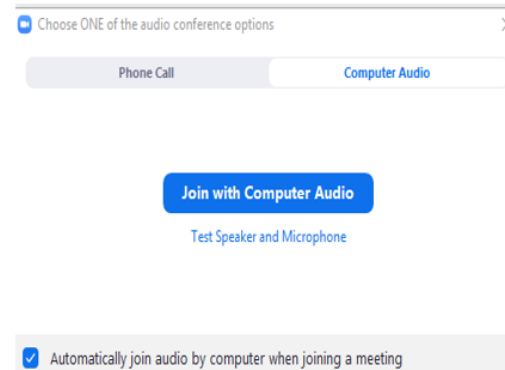 Choose ONE of the audio conference options
Phone Call
Computer Audio
Join with Computer Audio
Test Speaker and Microphone
Automatically join audio by computer when joining a meeting